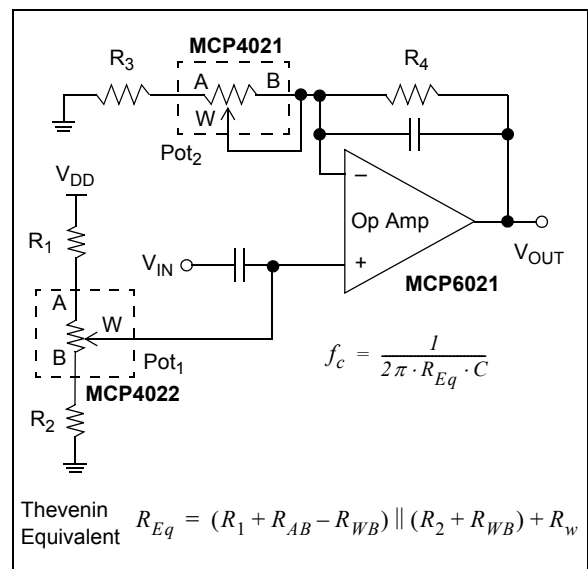 MCP4021
R3
A
B
R4
W
Pot2
VDD
Op Amp
−
+
VOUT
R1
VIN
MCP6021
A
W
B
Pot1
MCP4022
fc = 1 / (2π · REq · C)
R2
Thevenin
Equivalent
REq = (R1 + RAB – RWB) || (R2 + RWB) + Rw